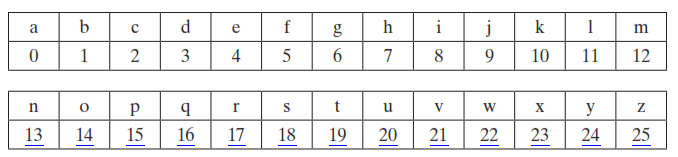 a b c d e f g h i j k l m
0 1 2 3 4 5 6 7 8 9 10 11 12
n o p q r s t u v w x y z
13 14 15 16 17 18 19 20 21 22 23 24 25